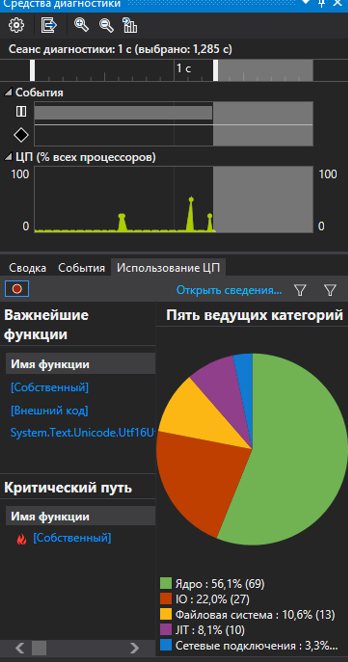 Средства диагностики
Сеанс диагностики: 1 с (выбрано: 1,285 с)
1 с
События
ЦП (% всех процессоров)
100 100
0 0
Сводка События Использование ЦП
Открыть сведения...
Важнейшие функции
Имя функции
[Собственный]
[Внешний код]
System.Text.Unicode.Utf16U
Критический путь
Имя функции
[Собственный]
Пять ведущих категорий
Ядро : 56,1% (69)
IO : 22,0% (27)
Файловая система : 10,6% (13)
JIT : 8,1% (10)
Сетевые подключения : 3,3%...